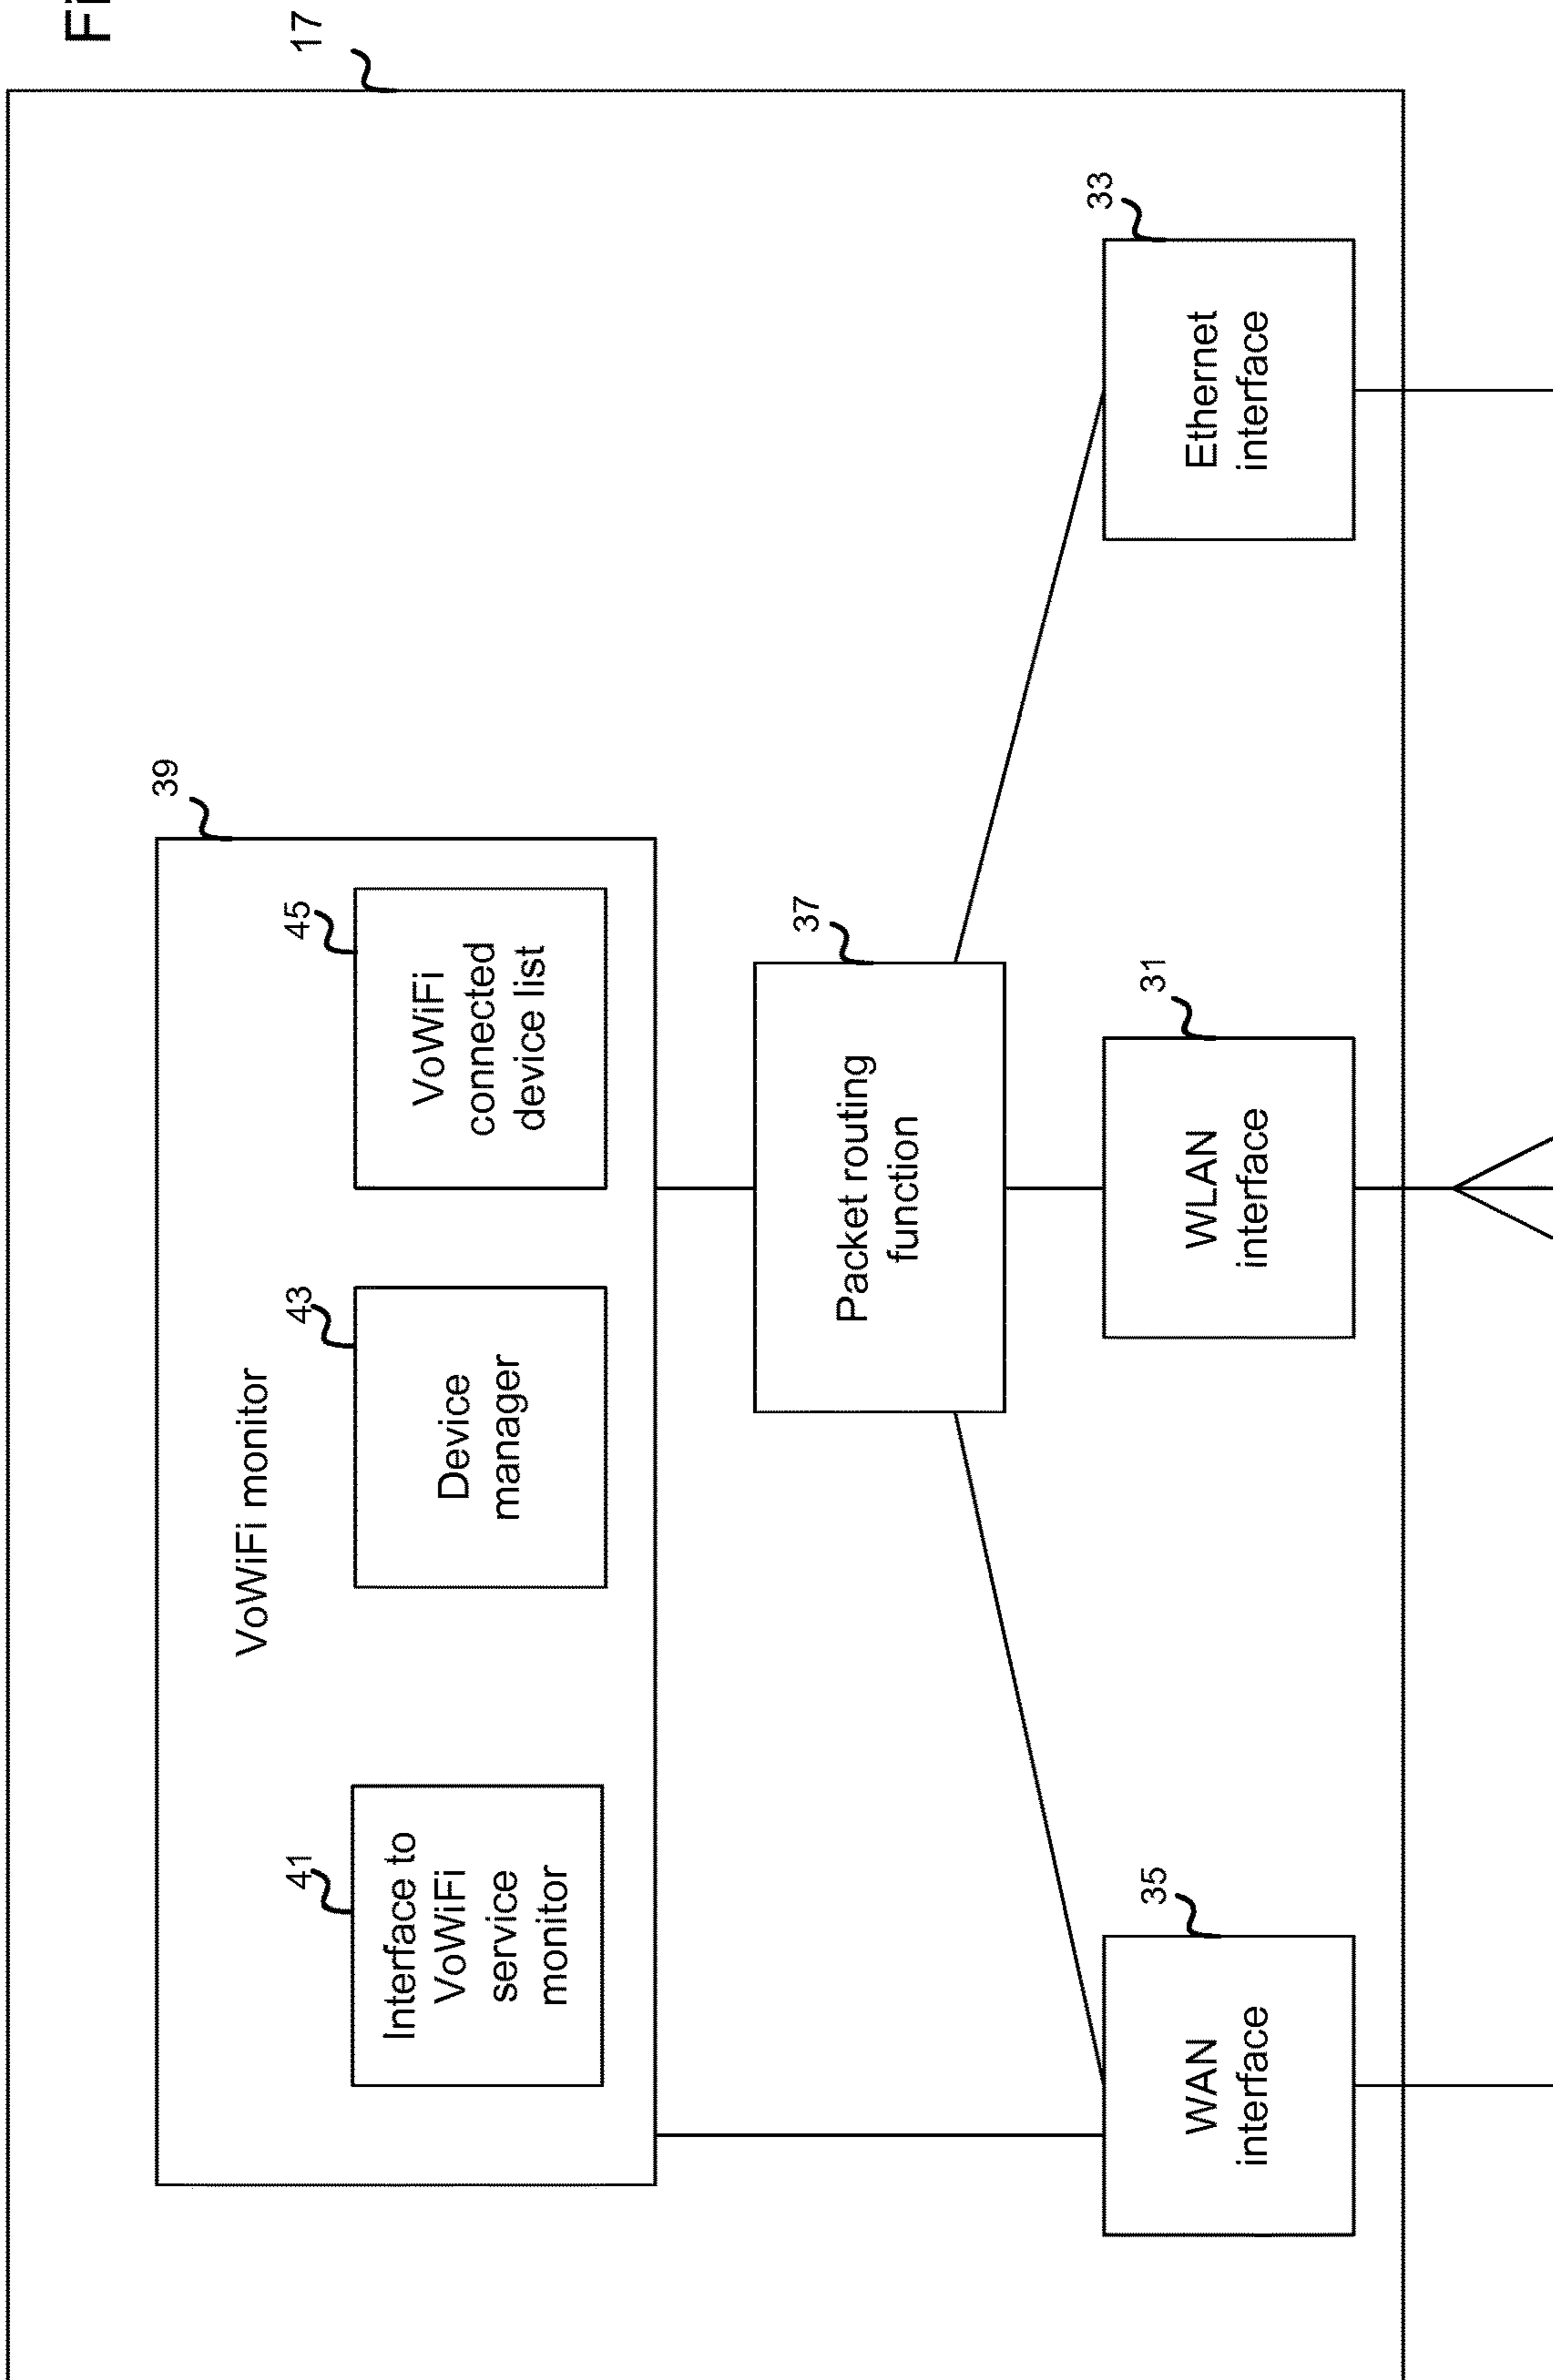 Fi
17
39
VoWiFi monitor
41
Interface to
VoWiFi
service
monitor
43
Device
manager
45
VoWiFi
connected
device list
37
Packet routing
function
35
WAN
interface
31
WLAN
interface
33
Ethernet
interface